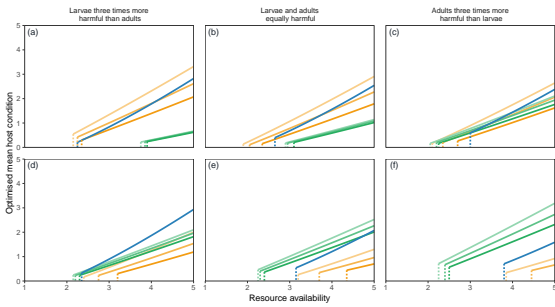 Larvae three times more
harmful than adults
Larvae and adults
equally harmful
Adults three times more
harmful than larvae
(a)
(b)
(c)
5
4
3
2
1
0
(d)
(e)
(f)
5
4
3
2
1
0
1 2 3 4 5
1 2 3 4 5
1 2 3 4 5
Optimised mean host condition
Resource availability